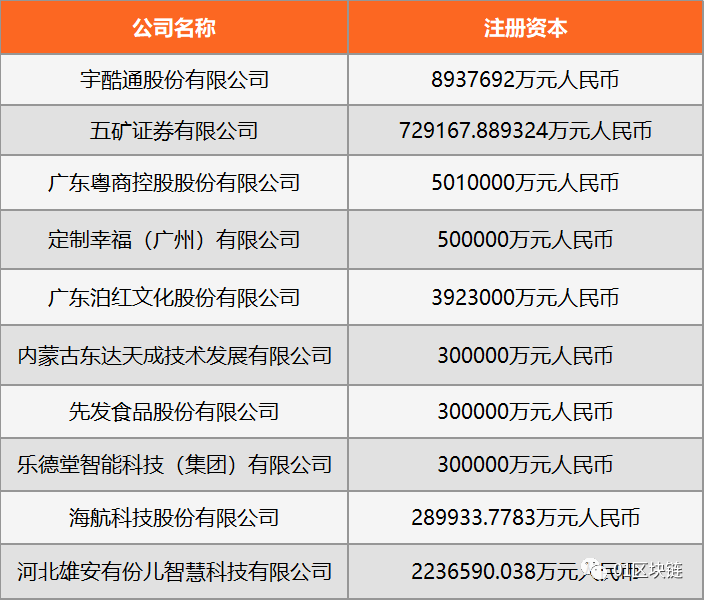 公司名称 注册资本
宇酷通股份有限公司 8937692万元人民币
五矿证券有限公司 729167.889324万元人民币
广东粤商控股股份有限公司 5010000万元人民币
定制幸福（广州）有限公司 500000万元人民币
广东泊红文化股份有限公司 3923000万元人民币
内蒙古东达天成技术发展有限公司 300000万元人民币
先发食品股份有限公司 300000万元人民币
乐德堂智能科技（集团）有限公司 300000万元人民币
海航科技股份有限公司 289933.7783万元人民币
河北雄安有份儿智慧科技有限公司 2236590.038万元人民币
区块链